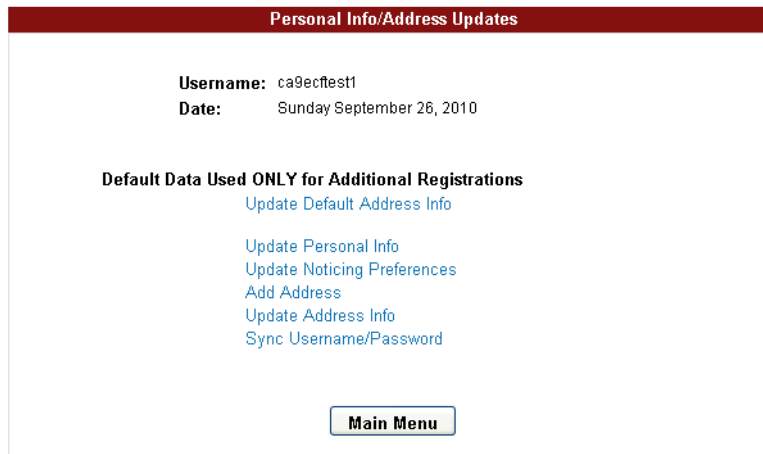 Personal Info/Address Updates
Username: ca9ecftest1
Date: Sunday September 26, 2010
Default Data Used ONLY for Additional Registrations
Update Default Address Info
Update Personal Info
Update Noticing Preferences
Add Address
Update Address Info
Sync Username/Password
Main Menu